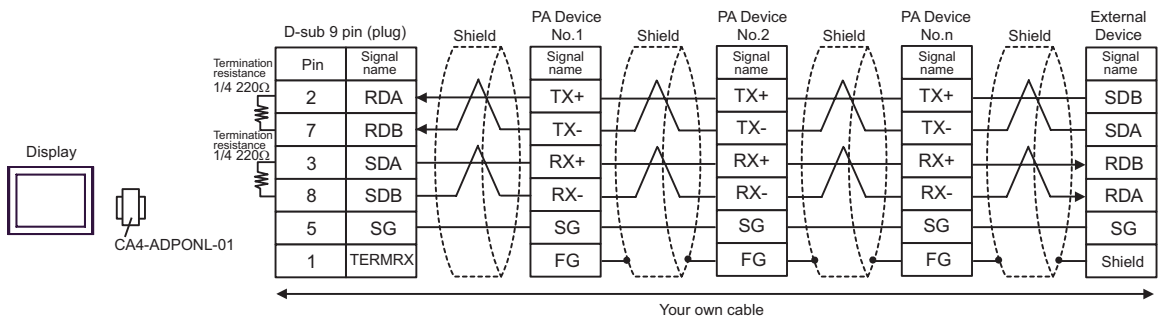 PA Device No.1
PA Device No.2
PA Device No.n
External Device
D-sub 9 pin (plug)
Shield
Shield
Shield
Shield
Termination resistance 1/4 220Ω
Termination resistance 1/4 220Ω
Pin
Signal name
Signal name
Signal name
Signal name
Signal name
2
RDA
TX+
TX+
TX+
SDB
7
RDB
TX-
TX-
TX-
SDA
3
SDA
RX+
RX+
RX+
RDB
8
SDB
RX-
RX-
RX-
RDA
5
SG
SG
SG
SG
SG
1
TERMRX
FG
FG
FG
Shield
Display
CA4-ADPONL-01
Your own cable